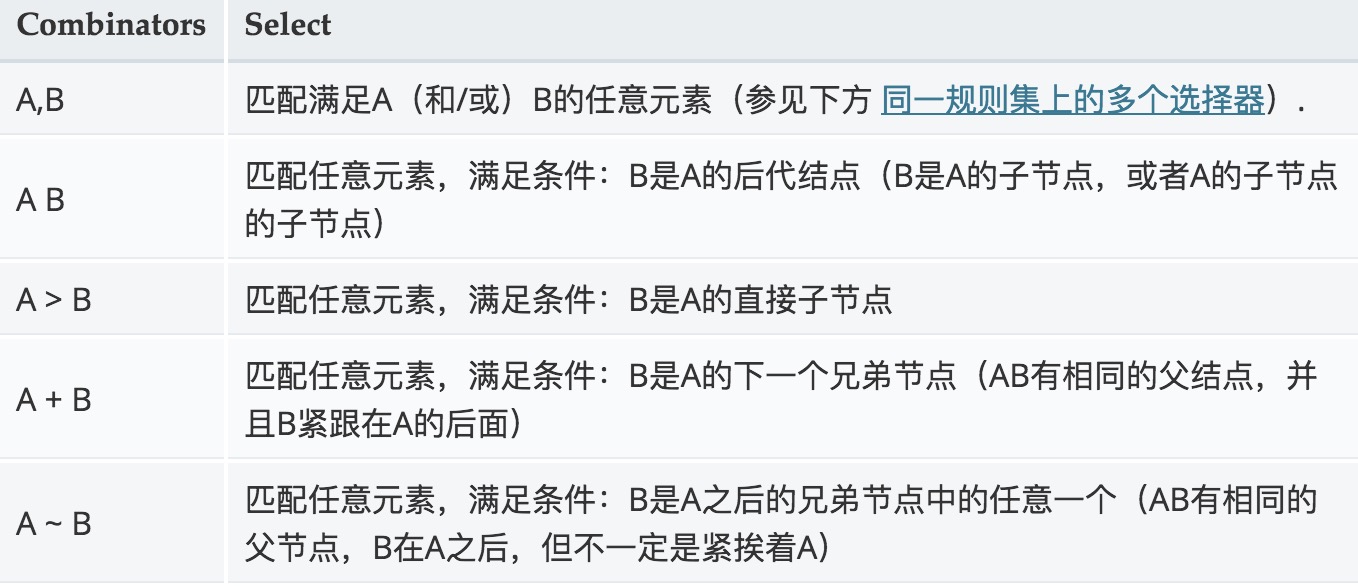 Combinators Select
A,B 匹配满足A（和/或）B的任意元素（参见下方 同一规则集上的多个选择器）.
A B 匹配任意元素，满足条件：B是A的后代结点（B是A的子节点，或者A的子节点
的子节点）
A > B 匹配任意元素，满足条件：B是A的直接子节点
A + B 匹配任意元素，满足条件：B是A的下一个兄弟节点（AB有相同的父结点，并
且B紧跟在A的后面）
A ~ B 匹配任意元素，满足条件：B是A之后的兄弟节点中的任意一个（AB有相同的
父节点，B在A之后，但不一定是紧挨着A）